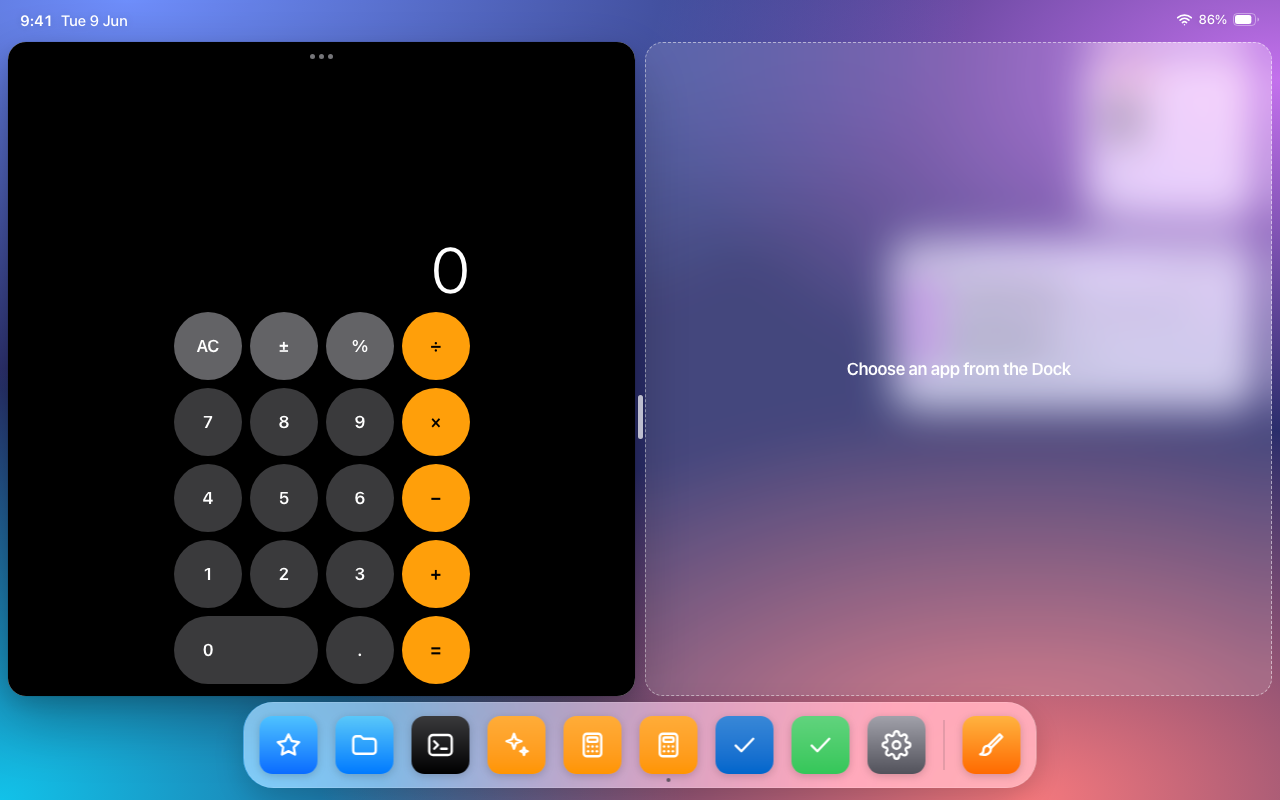 9:41 Tue 9 Jun
86%
0
AC ± % ÷
7 8 9 ×
Choose an app from the Dock
4 5 6 −
1 2 3 +
0 . =